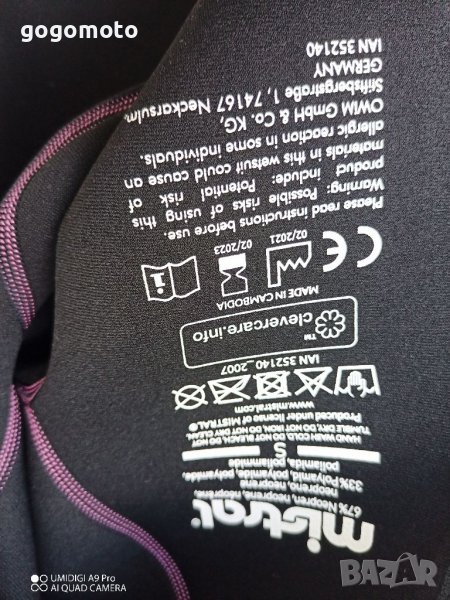 gogomoto
mistral
67% Neopren, neoprene, neoprene,
neopreno, neoprene
33% Polyamid, polyamide, polyamide,
poliamida, poliammide
S
HAND WASH COLD, DO NOT BLEACH, DO NOT
TUMBLE DRY, DO NOT IRON, DO NOT DRY CLEAN.
Produced under license of MISTRAL®
www.mistral.com
IAN 352140_2007
clevercare.info
MADE IN CAMBODIA
CE
02/2021
02/2023
Please read instructions before use.
Warning: Possible risks of using this
product include: Potential risk of
materials in this wetsuit could cause an
allergic reaction in some individuals.
OWIM GmbH & Co. KG,
Stiftsbergstraße 1, 74167 Neckarsulm
GERMANY
IAN 352140
UMIDIGI A9 Pro
AI QUAD CAMERA
BAZAR